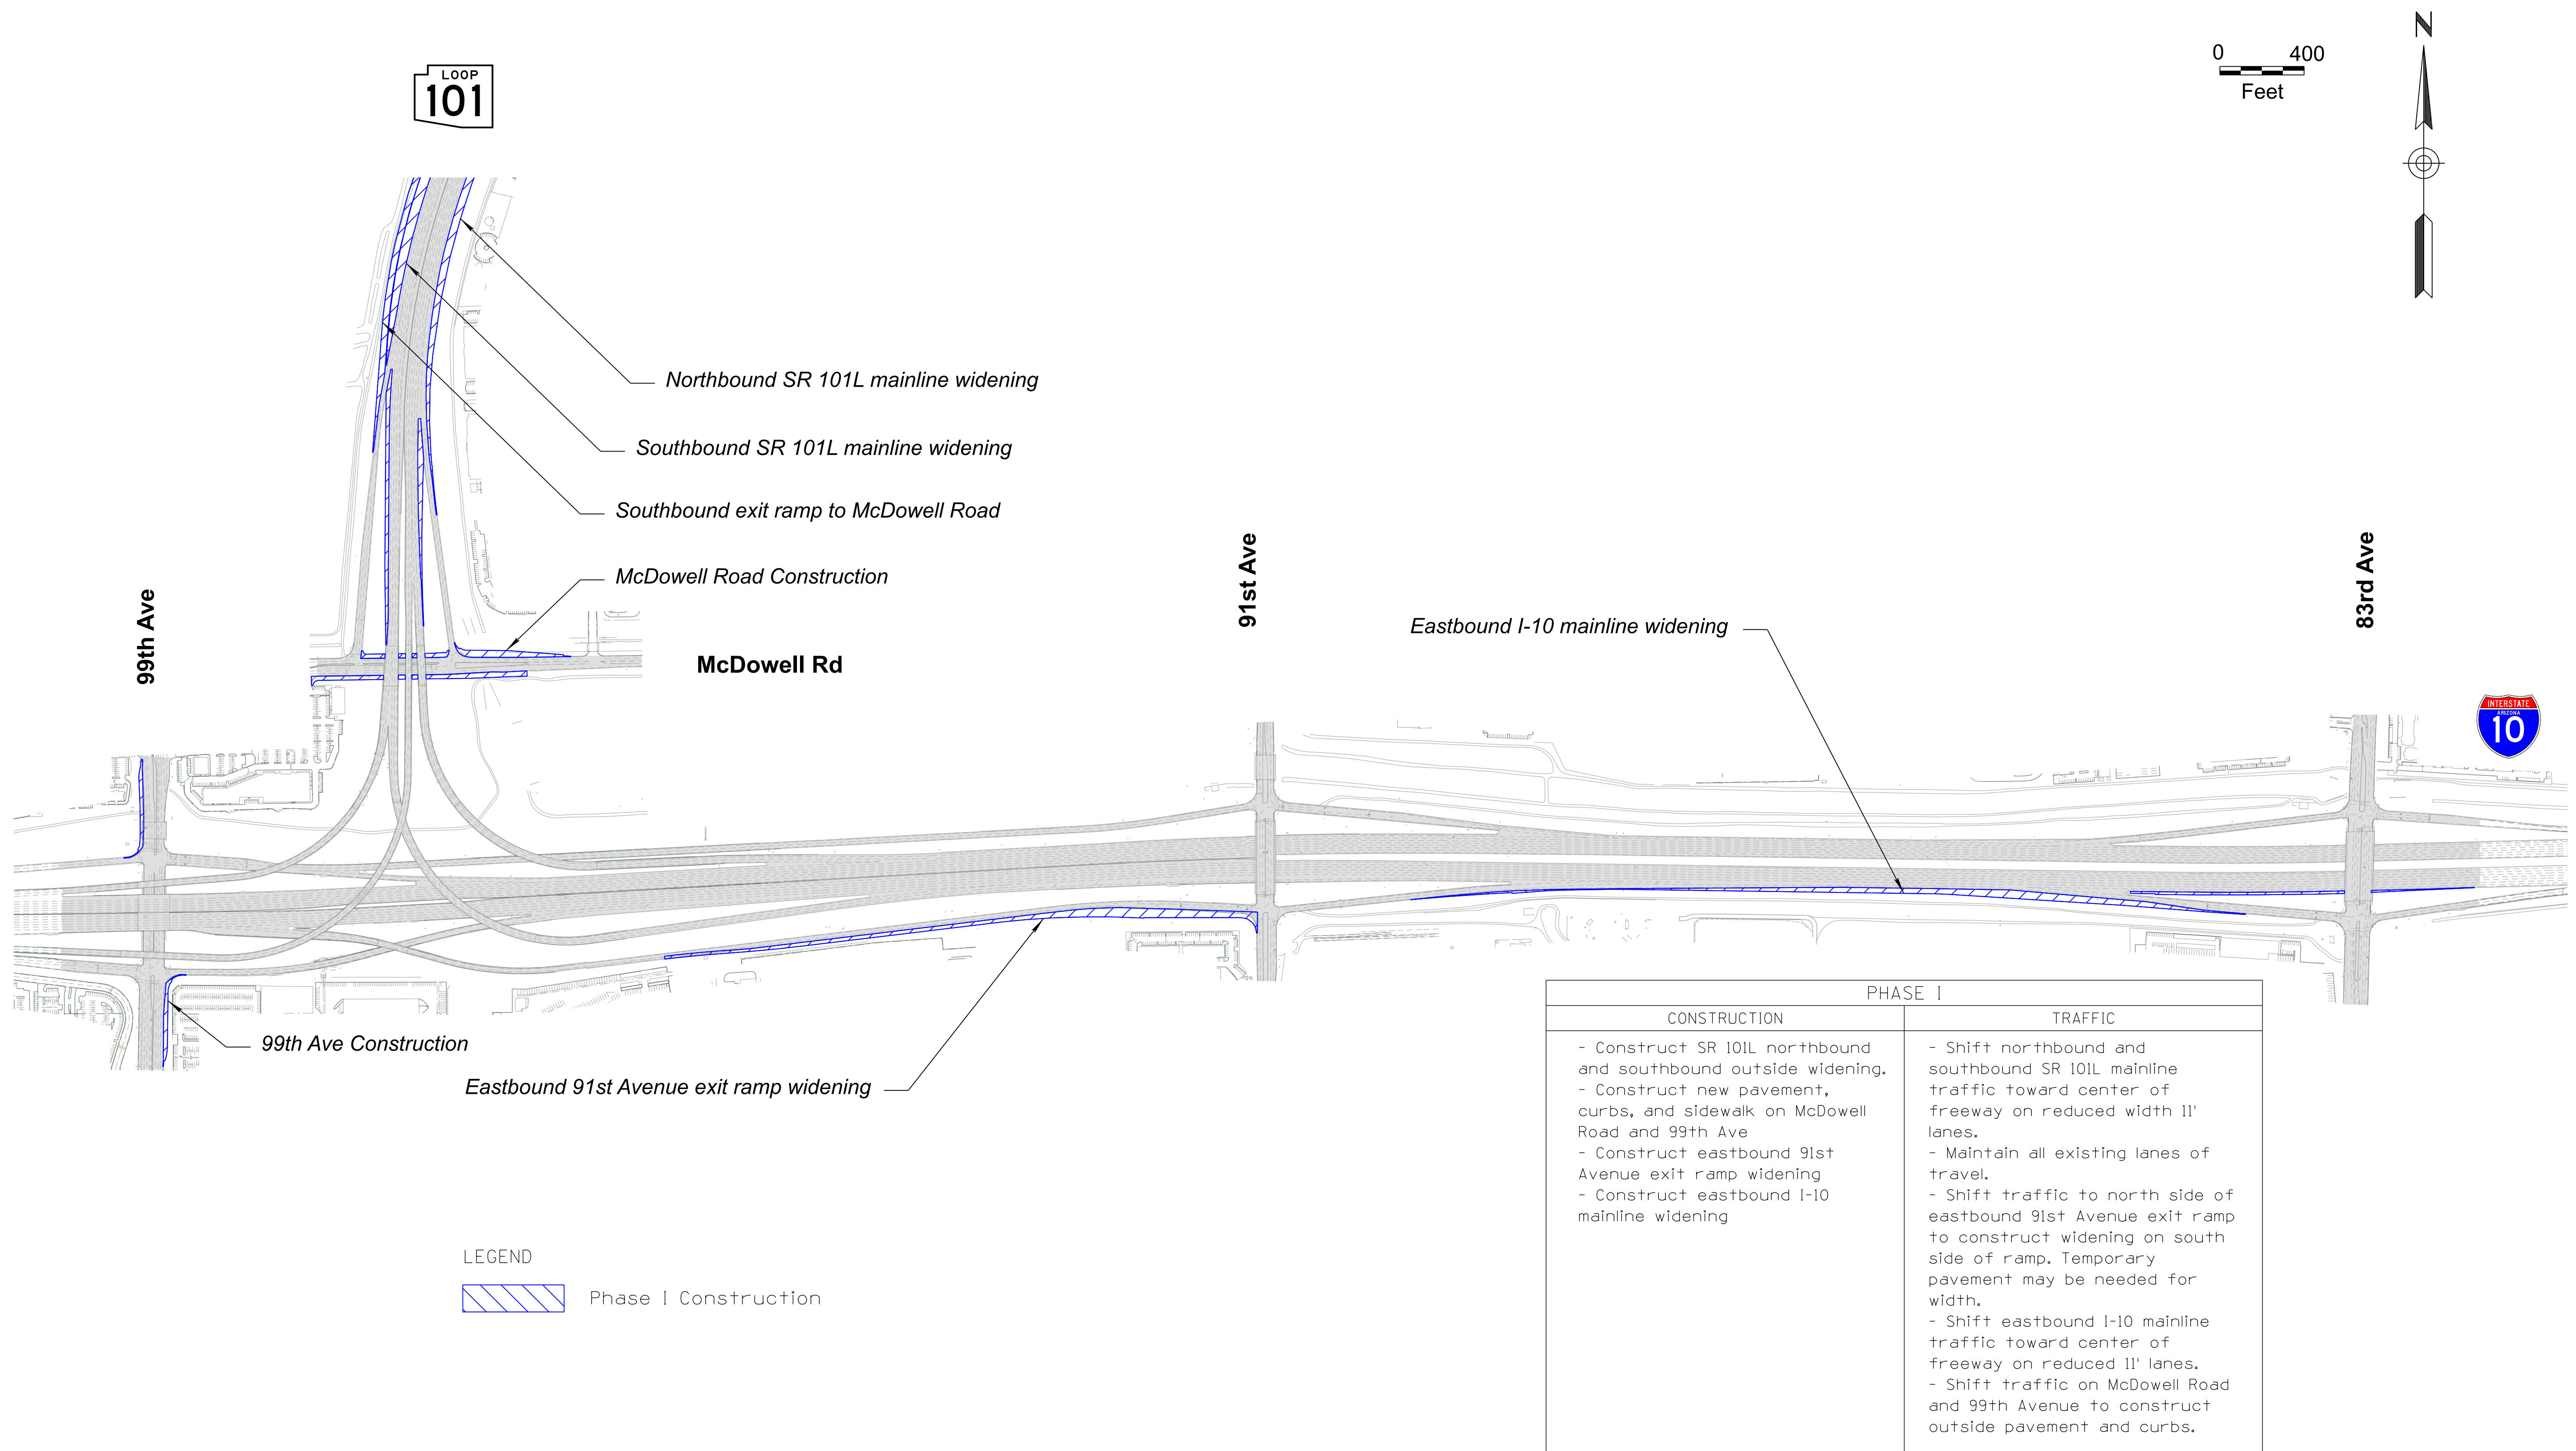 N
0 400
Feet
LOOP
101
Northbound SR 101L mainline widening
Southbound SR 101L mainline widening
Southbound exit ramp to McDowell Road
McDowell Road Construction
99th Ave
91st Ave
83rd Ave
Eastbound I-10 mainline widening
McDowell Rd
INTERSTATE
ARIZONA
10
99th Ave Construction
Eastbound 91st Avenue exit ramp widening
PHASE I
CONSTRUCTION
- Construct SR 101L northbound
and southbound outside widening.
- Construct new pavement,
curbs, and sidewalk on McDowell
Road and 99th Ave
- Construct eastbound 91st
Avenue exit ramp widening
- Construct eastbound I-10
mainline widening
TRAFFIC
- Shift northbound and
southbound SR 101L mainline
traffic toward center of
freeway on reduced width 11'
lanes.
- Maintain all existing lanes of
travel.
- Shift traffic to north side of
eastbound 91st Avenue exit ramp
to construct widening on south
side of ramp. Temporary
pavement may be needed for
width.
- Shift eastbound I-10 mainline
traffic toward center of
freeway on reduced 11' lanes.
- Shift traffic on McDowell Road
and 99th Avenue to construct
outside pavement and curbs.
LEGEND
Phase I Construction